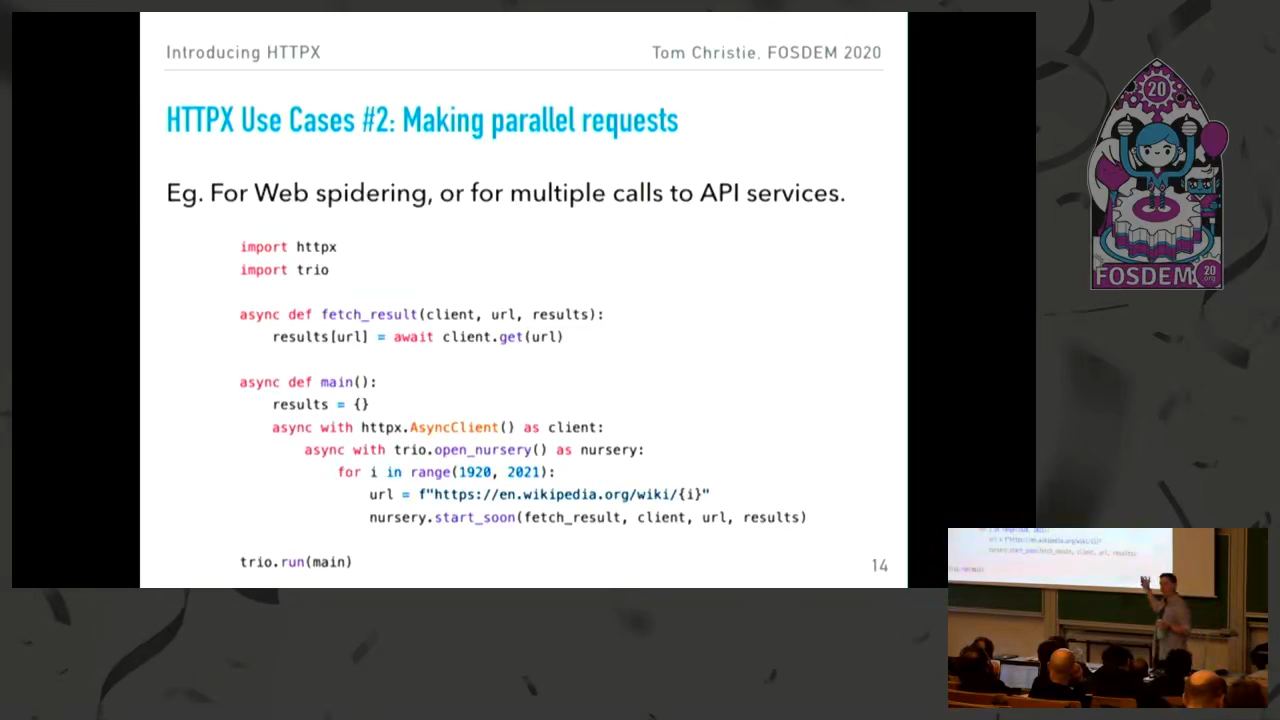 Introducing HTTPX
Tom Christie, FOSDEM 2020
HTTPX Use Cases #2: Making parallel requests
Eg. For Web spidering, or for multiple calls to API services.
import httpx
import trio
async def fetch_result(client, url, results):
    results[url] = await client.get(url)
async def main():
    results = {}
    async with httpx.AsyncClient() as client:
        async with trio.open_nursery() as nursery:
            for i in range(1920, 2021):
                url = f"https://en.wikipedia.org/wiki/{i}"
                nursery.start_soon(fetch_result, client, url, results)
trio.run(main)
14
20
FOSDEM
20
.org